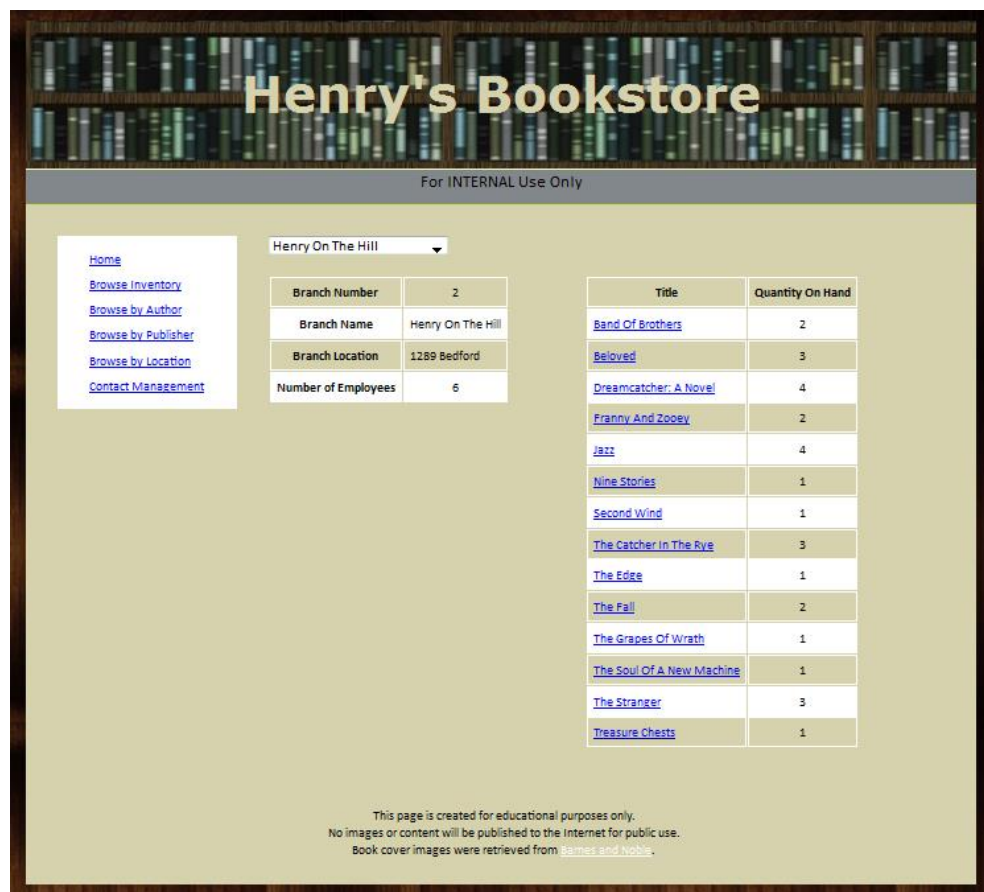 Henry's Bookstore
For INTERNAL Use Only
Home
Browse Inventory
Browse by Author
Browse by Publisher
Browse by Location
Contact Management
Henry On The Hill
Branch Number 2
Branch Name Henry On The Hill
Branch Location 1289 Bedford
Number of Employees 6
Title Quantity On Hand
Band Of Brothers 2
Beloved 3
Dreamcatcher: A Novel 4
Franny And Zooey 2
Jazz 4
Nine Stories 1
Second Wind 1
The Catcher In The Rye 3
The Edge 1
The Fall 2
The Grapes Of Wrath 1
The Soul Of A New Machine 1
The Stranger 3
Treasure Chests 1
This page is created for educational purposes only.
No images or content will be published to the Internet for public use.
Book cover images were retrieved from Barnes and Noble.